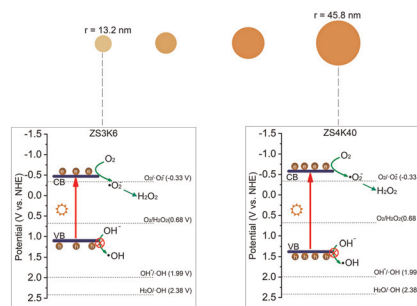 r = 13.2 nm
r = 45.8 nm
ZS3K6
Potential (V vs. NHE)
-1.5
-1.0
-0.5
0.0
0.5
1.0
1.5
2.0
2.5
CB
VB
O₂
•O₂⁻
H₂O₂
OH⁻
•OH
O₂/·O₂⁻(-0.33 V)
O₂/H₂O₂(0.68 V)
OH⁻/·OH (1.99 V)
H₂O/·OH (2.38 V)
ZS4K40
Potential (V vs. NHE)
-1.5
-1.0
-0.5
0.0
0.5
1.0
1.5
2.0
2.5
CB
VB
O₂
•O₂⁻
H₂O₂
OH⁻
•OH
O₂/·O₂⁻(-0.33
O₂/H₂O₂(0.68
OH⁻/·OH (1.99
H₂O/·OH (2.38